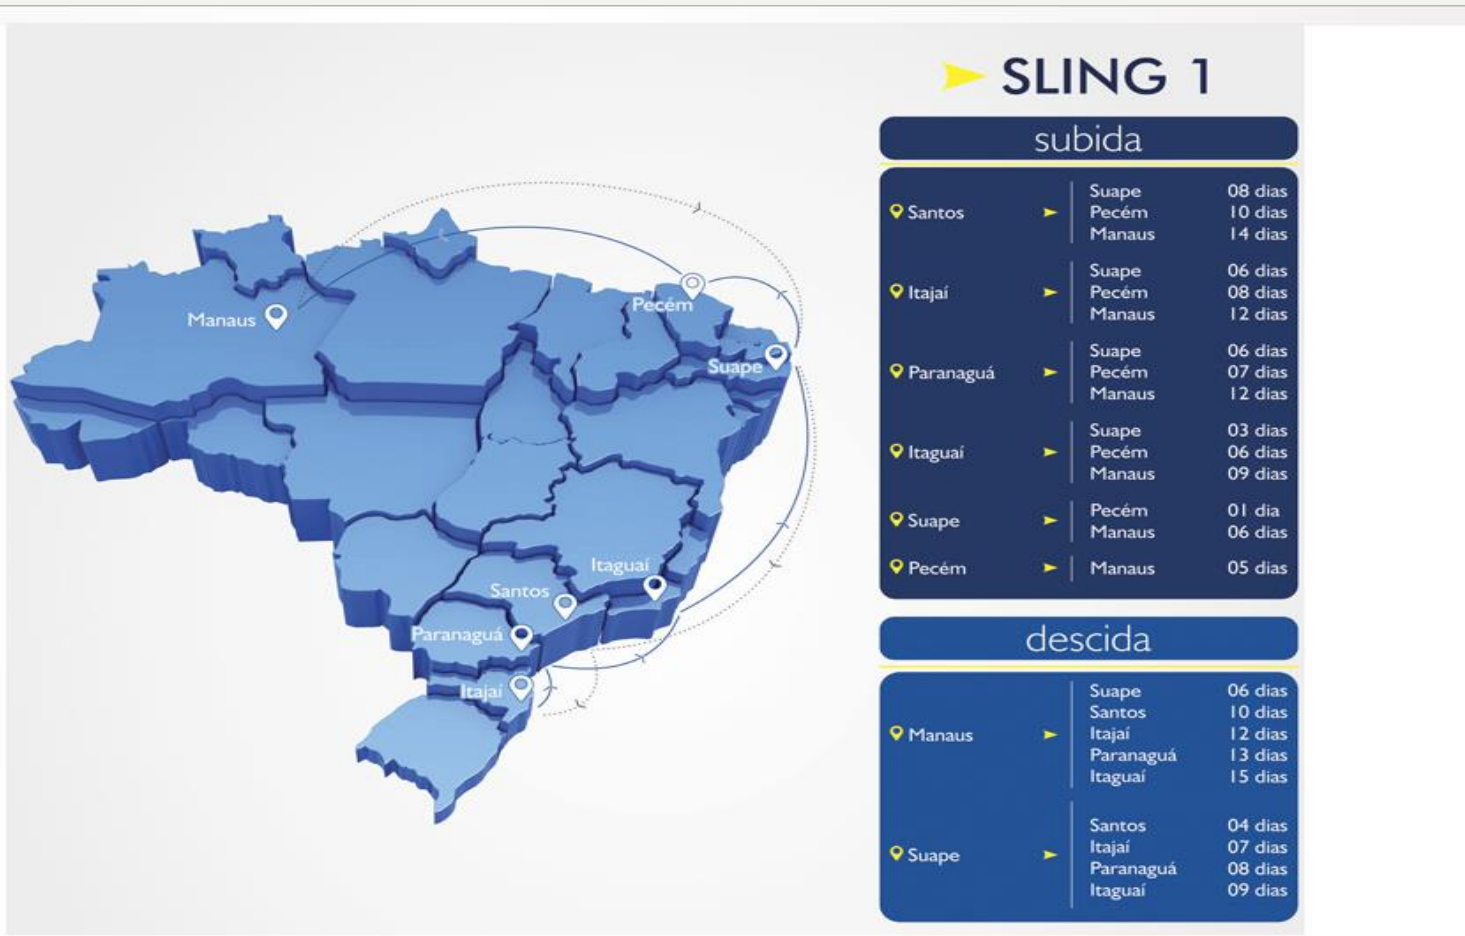 SLING 1
subida
Santos
Suape 08 dias
Pecém 10 dias
Manaus 14 dias
Itajaí
Suape 06 dias
Pecém 08 dias
Manaus 12 dias
Paranaguá
Suape 06 dias
Pecém 07 dias
Manaus 12 dias
Itaguaí
Suape 03 dias
Pecém 06 dias
Manaus 09 dias
Suape
Pecém 01 dia
Manaus 06 dias
Pecém
Manaus 05 dias
descida
Manaus
Suape 06 dias
Santos 10 dias
Itajaí 12 dias
Paranaguá 13 dias
Itaguaí 15 dias
Suape
Santos 04 dias
Itajaí 07 dias
Paranaguá 08 dias
Itaguaí 09 dias
Pecém
Manaus
Suape
Itaguaí
Santos
Paranaguá
Itajaí